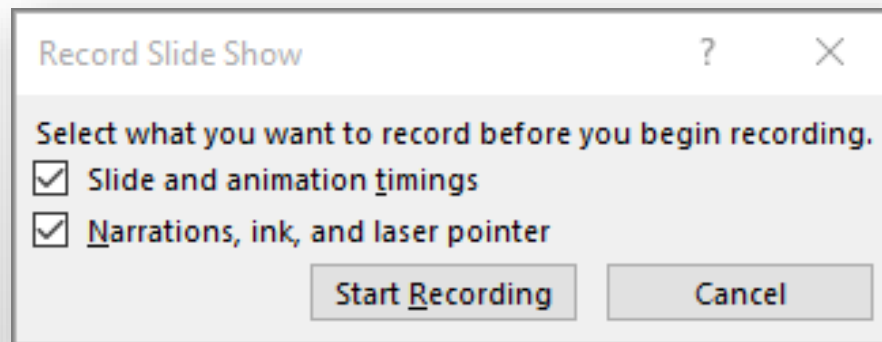 Record Slide Show ?
Select what you want to record before you begin recording.
Slide and animation timings
Narrations, ink, and laser pointer
Start Recording Cancel